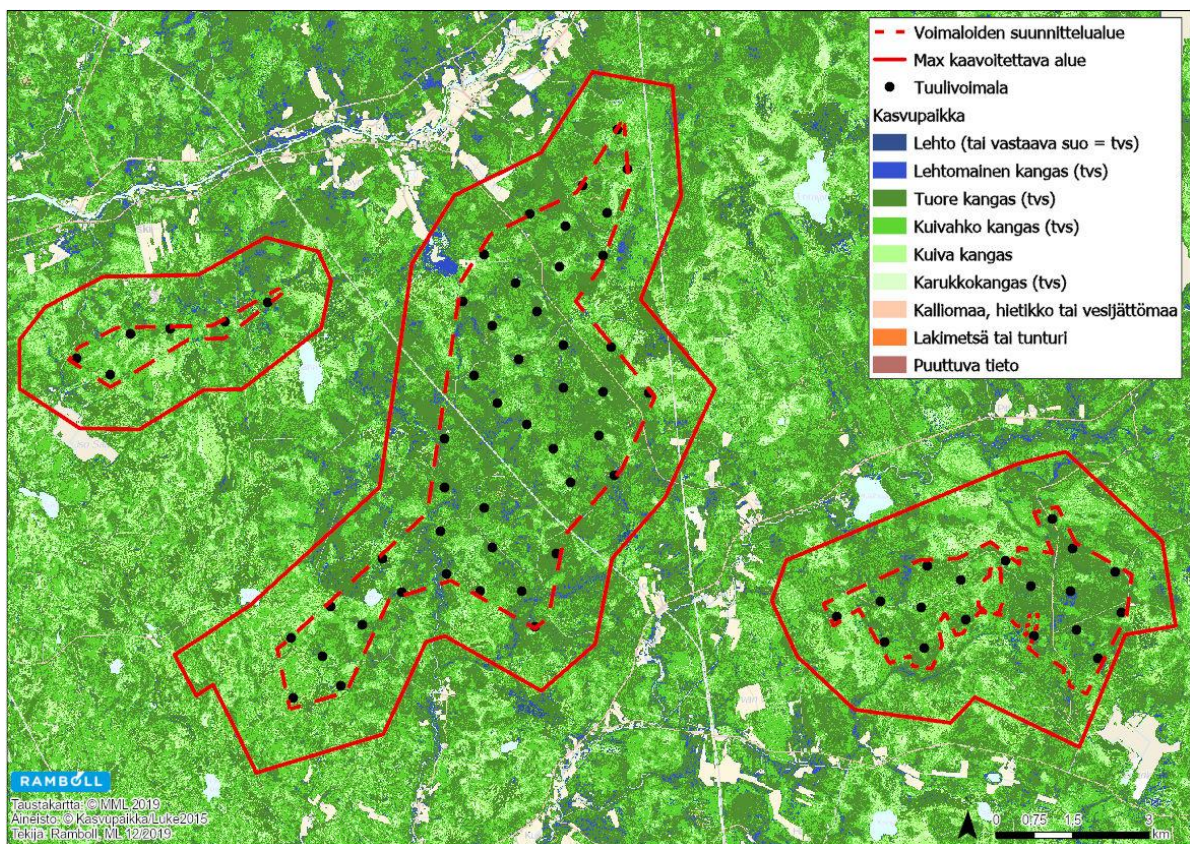 Voimaloiden suunnittelualue
Max kaavoitettava alue
Tuulivoimala
Kasvupaikka
Lehto (tai vastaava suo = tvs)
Lehtomainen kangas (tvs)
Tuore kangas (tvs)
Kuivahko kangas (tvs)
Kuiva kangas
Karukkokangas (tvs)
Kalliomaa, hietikko tai vesijättömaa
Lakimetsä tai tunturi
Puuttuva tieto
RAMBOLL
Taustakartta: © MML 2019
Aineisto: © Kasvupaikka/Luke2015
Tekijä: Ramboll, ML 12/2019
0 0,75 1,5 3
km